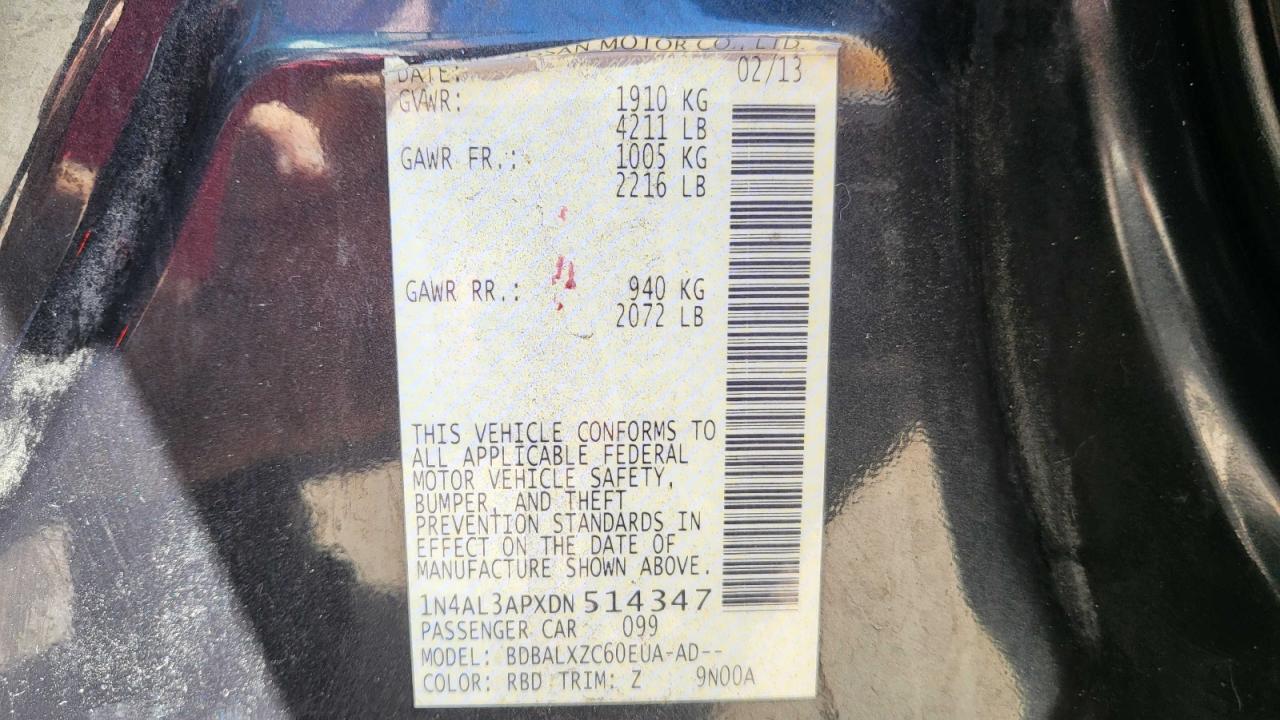 MOTOR CO., LTD.
DATE: 02/13
GVWR: 1910 KG
4211 LB
GAWR FR.: 1005 KG
2216 LB
GAWR RR.: 940 KG
2072 LB
THIS VEHICLE CONFORMS TO
ALL APPLICABLE FEDERAL
MOTOR VEHICLE SAFETY,
BUMPER, AND THEFT
PREVENTION STANDARDS IN
EFFECT ON THE DATE OF
MANUFACTURE SHOWN ABOVE.
1N4AL3APXDN 514347
PASSENGER CAR 099
MODEL: BDBALXZC60EUA-AD--
COLOR: RBD TRIM: Z 9N00A